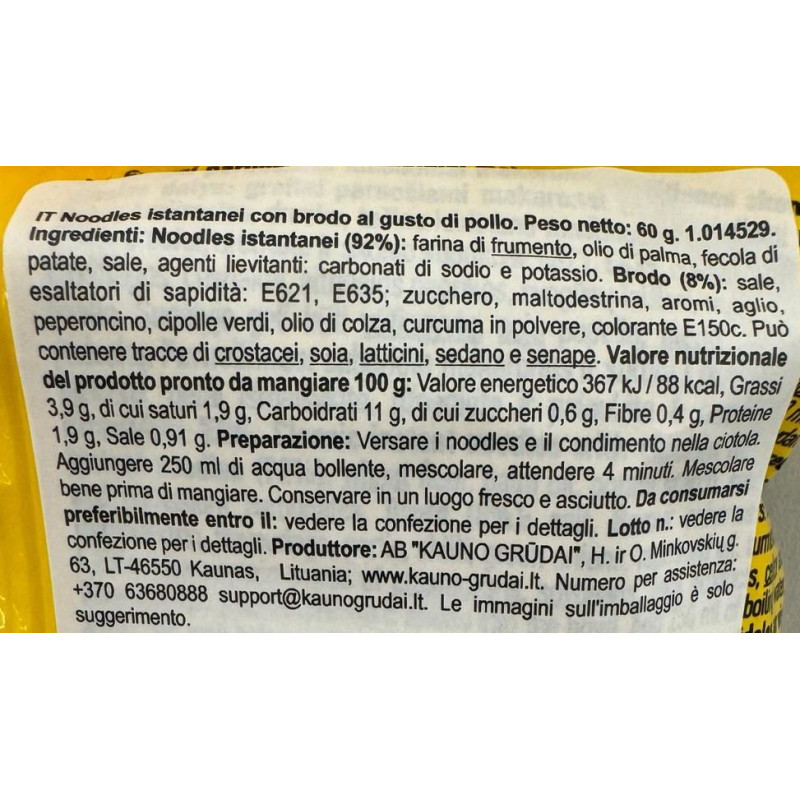 IT Noodles istantanei con brodo al gusto di pollo. Peso netto: 60 g. 1.014529.
Ingredienti: Noodles istantanei (92%): farina di frumento, olio di palma, fecola di
patate, sale, agenti lievitanti: carbonati di sodio e potassio. Brodo (8%): sale,
esaltatori di sapidità: E621, E635; zucchero, maltodestrina, aromi, aglio,
peperoncino, cipolle verdi, olio di colza, curcuma in polvere, colorante E150c. Può
contenere tracce di crostacei, soia, latticini, sedano e senape. Valore nutrizionale
del prodotto pronto da mangiare 100 g: Valore energetico 367 kJ / 88 kcal, Grassi
3,9 g, di cui saturi 1,9 g, Carboidrati 11 g, di cui zuccheri 0,6 g, Fibre 0,4 g, Proteine
1,9 g, Sale 0,91 g. Preparazione: Versare i noodles e il condimento nella ciotola.
Aggiungere 250 ml di acqua bollente, mescolare, attendere 4 minuti. Mescolare
bene prima di mangiare. Conservare in un luogo fresco e asciutto. Da consumarsi
preferibilmente entro il: vedere la confezione per i dettagli. Lotto n.: vedere la
confezione per i dettagli. Produttore: AB "KAUNO GRŪDAI", H. ir O. Minkovskių g.
63, LT-46550 Kaunas, Lituania; www.kauno-grudai.lt. Numero per assistenza:
+370 63680888 support@kaunogrudai.lt. Le immagini sull'imballaggio è solo
suggerimento.